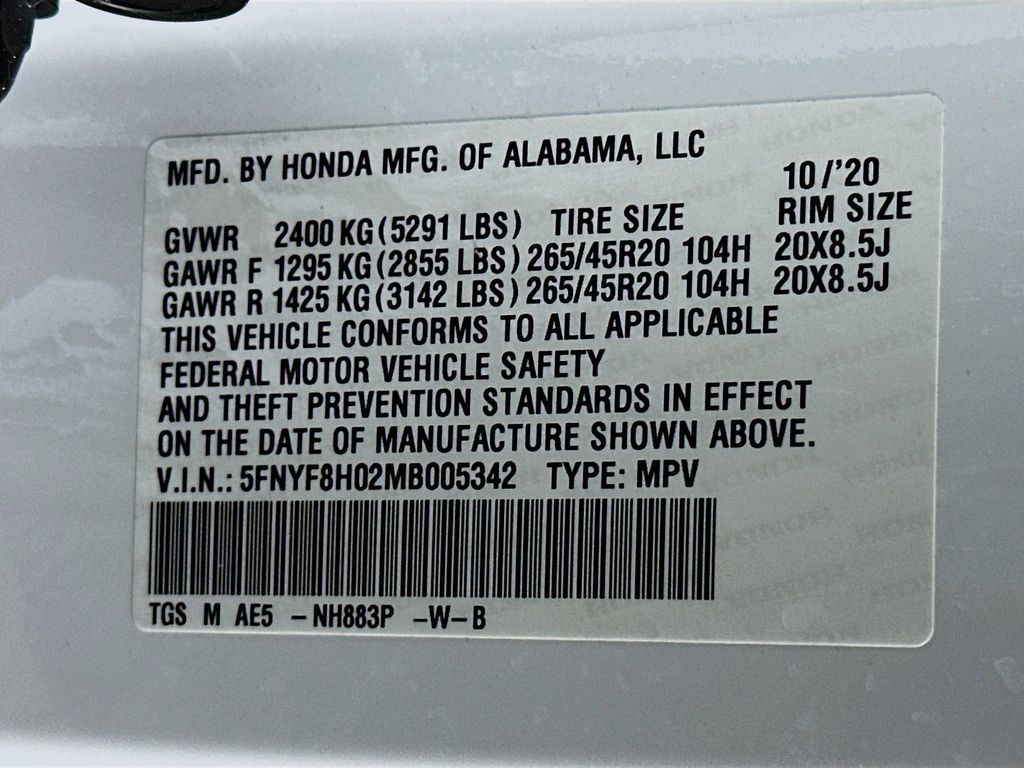 MFD. BY HONDA MFG. OF ALABAMA, LLC
10/'20
GVWR 2400 KG (5291 LBS) TIRE SIZE RIM SIZE
GAWR F 1295 KG (2855 LBS) 265/45R20 104H 20X8.5J
GAWR R 1425 KG (3142 LBS) 265/45R20 104H 20X8.5J
THIS VEHICLE CONFORMS TO ALL APPLICABLE
FEDERAL MOTOR VEHICLE SAFETY
AND THEFT PREVENTION STANDARDS IN EFFECT
ON THE DATE OF MANUFACTURE SHOWN ABOVE.
V.I.N.: 5FNYF8H02MB005342 TYPE: MPV
TGS M AE5 -NH883P -W-B